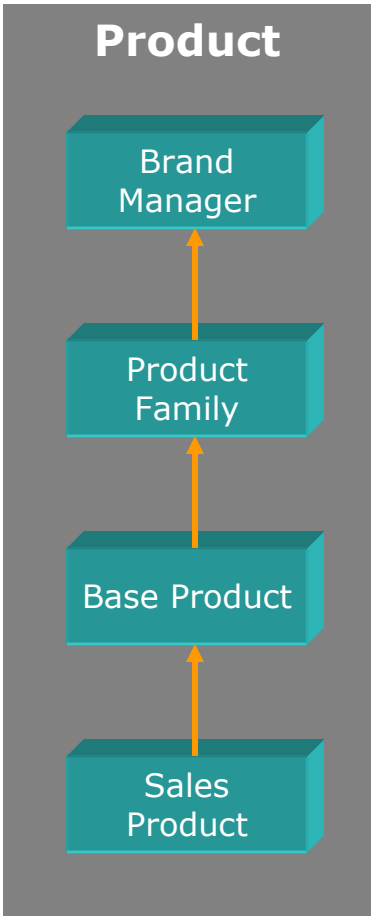 Product
Brand
Manager
Product
Family
Base Product
Sales
Product